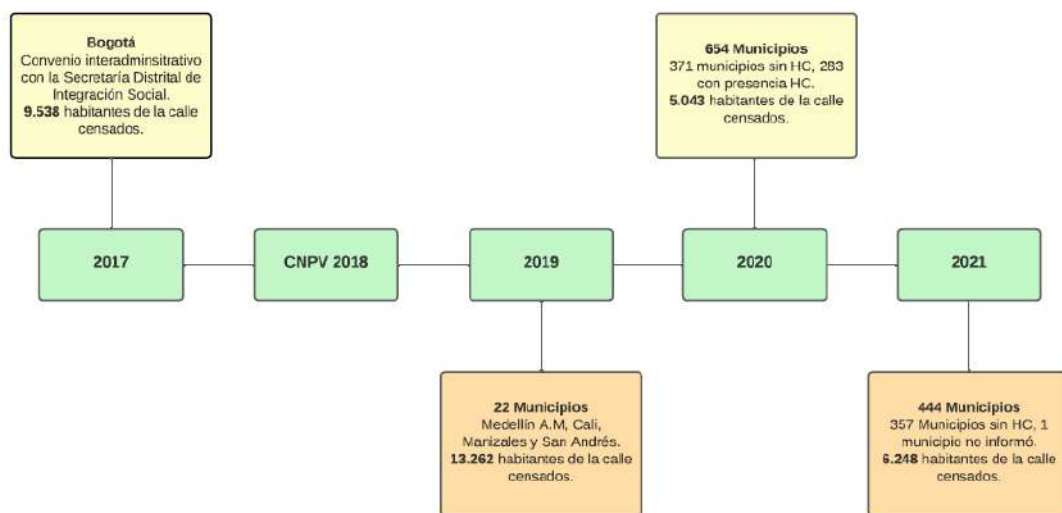 Bogotá
Convenio interadminsitrativo
con la Secretaría Distrital de
Integración Social.
9.538 habitantes de la calle
censados.
654 Municipios
371 municipios sin HC, 283
con presencia HC.
5.043 habitantes de la calle
censados.
2017
CNPV 2018
2019
2020
2021
22 Municipios
Medellín A.M, Cali,
Manizales y San Andrés.
13.262 habitantes de la calle
censados.
444 Municipios
357 Municipios sin HC, 1
municipio no informó.
6.248 habitantes de la calle
censados.